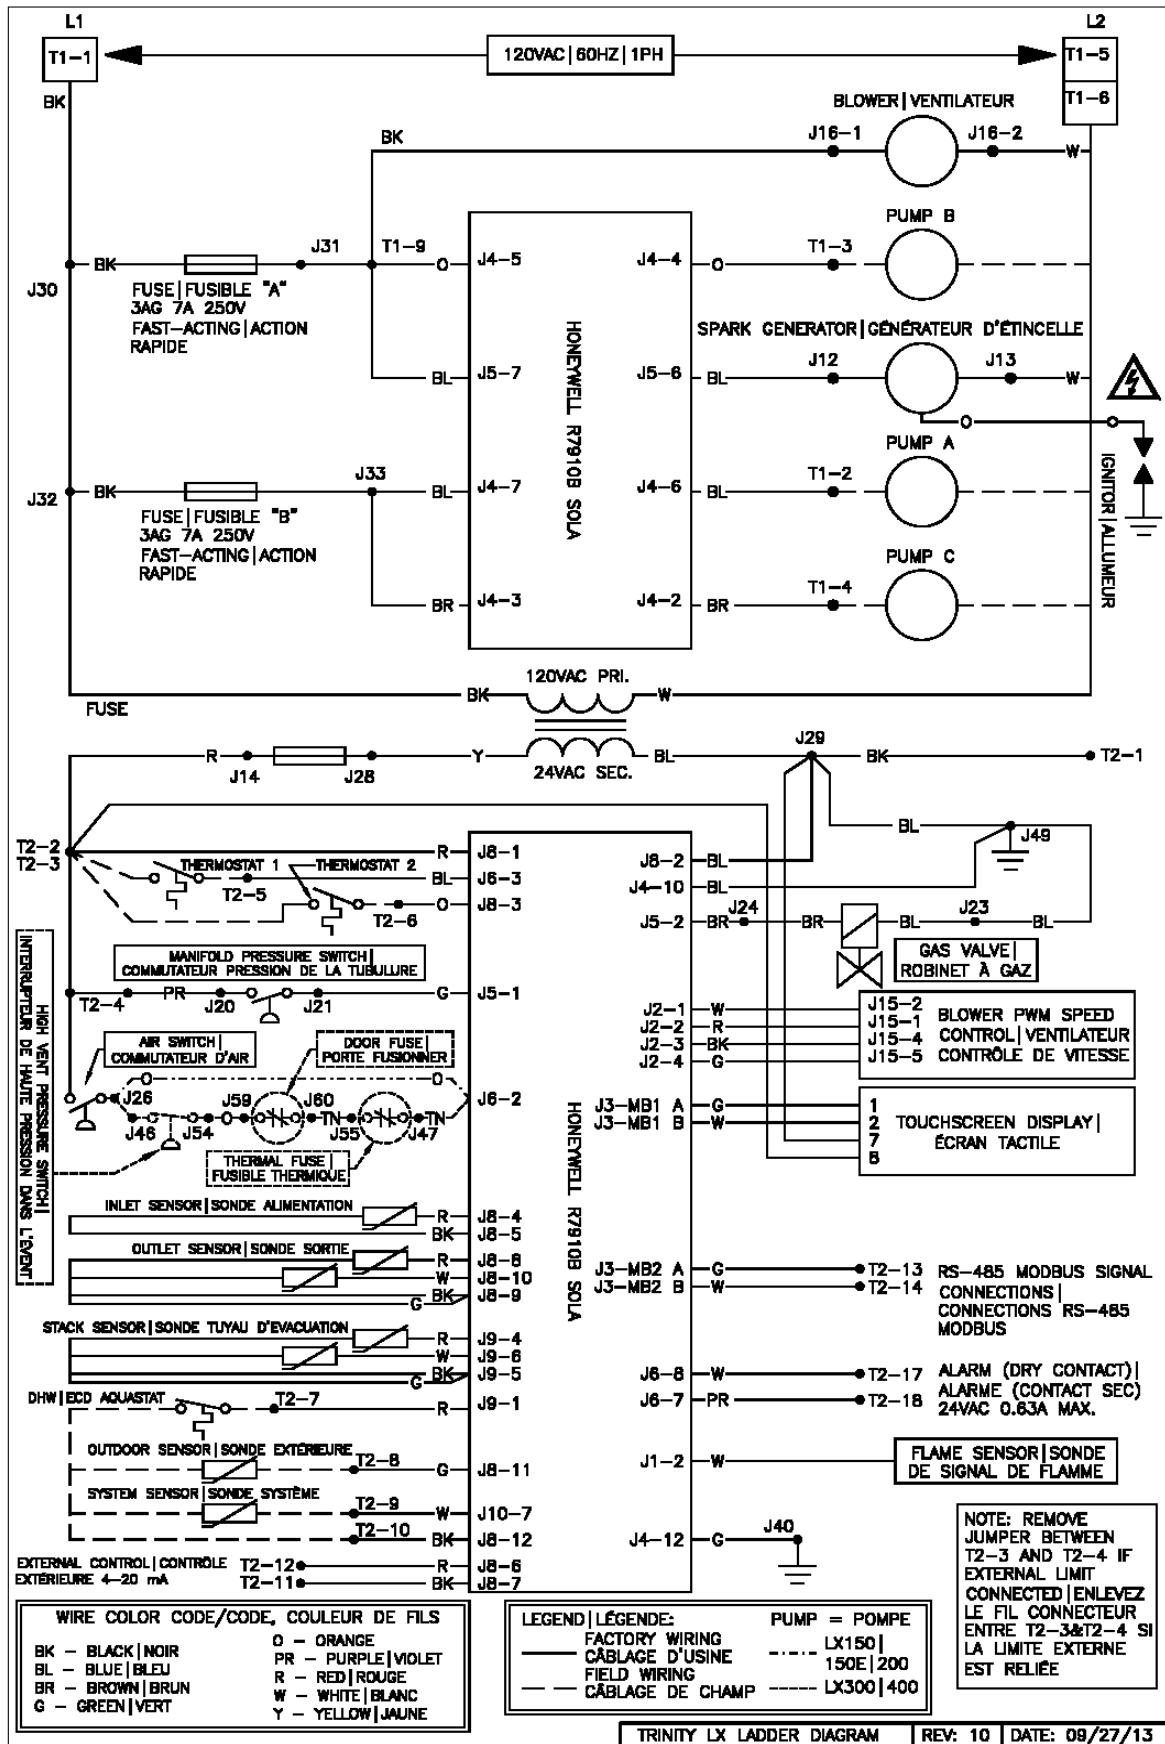 L1
L2
T1-1
120VAC|60HZ|1PH
T1-5
T1-6
BK
BLOWER|VENTILATEUR
J16-1
J16-2
BK
W
PUMP B
J31
T1-9
J4-5
J4-4
T1-3
BK
O
O
J30
FUSE|FUSIBLE "A"
3AG 7A 250V
FAST-ACTING|ACTION
RAPIDE
HONEYWELL R7910B SOLA
SPARK GENERATOR|GÉNÉRATEUR D'ÉTINCELLE
J12
J13
BL
J5-7
J5-6
BL
W
O
PUMP A
IGNITOR|ALLUMEUR
J32
BK
J33
BL
J4-7
J4-6
BL
T1-2
FUSE|FUSIBLE "B"
3AG 7A 250V
FAST-ACTING|ACTION
RAPIDE
PUMP C
BR
J4-3
J4-2
BR
T1-4
120VAC PRI.
BK
W
FUSE
R
J14
J28
Y
24VAC SEC.
BL
J29
BK
T2-1
BL
J49
T2-2
T2-3
R
J8-1
J8-2
BL
THERMOSTAT 1
THERMOSTAT 2
T2-5
BL
J6-3
J4-10
BL
T2-6
O
J8-3
J5-2
BR
J24
BR
BL
J23
BL
GAS VALVE|
ROBINET À GAZ
MANIFOLD PRESSURE SWITCH|
COMMUTATEUR PRESSION DE LA TUBULURE
HIGH VENT PRESSURE SWITCH|
INTERRUPTEUR DE HAUTE PRESSION DANS L'ÉVENT
T2-4
PR
J20
J21
G
J5-1
J2-1
W
J15-2
J2-2
R
J15-1
J2-3
BK
J15-4
J2-4
G
J15-5
BLOWER PWM SPEED
CONTROL|VENTILATEUR
CONTRÔLE DE VITESSE
AIR SWITCH|
COMMUTATEUR D'AIR
DOOR FUSE|
PORTE FUSIONNER
O
O
J26
J59
J60
J6-2
J46
J54
O
TN
J55
J47
TN
THERMAL FUSE|
FUSIBLE THERMIQUE
HONEYWELL R7910B SOLA
J3-MB1 A
G
1
J3-MB1 B
W
2
7
8
TOUCHSCREEN DISPLAY|
ÉCRAN TACTILE
INLET SENSOR|SONDE ALIMENTATION
R
J8-4
BK
J8-5
OUTLET SENSOR|SONDE SORTIE
R
J8-8
W
J8-10
BK
J8-9
G
J3-MB2 A
G
T2-13
J3-MB2 B
W
T2-14
RS-485 MODBUS SIGNAL
CONNECTIONS|
CONNECTIONS RS-485
MODBUS
STACK SENSOR|SONDE TUYAU D'ÉVACUATION
R
J9-4
W
J9-6
BK
J9-5
G
J6-8
W
T2-17
J6-7
PR
T2-18
ALARM (DRY CONTACT)|
ALARME (CONTACT SEC)
24VAC 0.63A MAX.
DHW|ECD AQUASTAT
T2-7
R
J9-1
OUTDOOR SENSOR|SONDE EXTÉRIEURE
T2-8
G
J8-11
J1-2
W
FLAME SENSOR|SONDE
DE SIGNAL DE FLAMME
SYSTEM SENSOR|SONDE SYSTÈME
T2-9
W
J10-7
T2-10
BK
J8-12
J4-12
G
J40
EXTERNAL CONTROL|CONTRÔLE
EXTÉRIEURE 4-20 mA
T2-12
R
J8-6
T2-11
BK
J8-7
NOTE: REMOVE
JUMPER BETWEEN
T2-3 AND T2-4 IF
EXTERNAL LIMIT
CONNECTED|ENLEVEZ
LE FIL CONNECTEUR
ENTRE T2-3&T2-4 SI
LA LIMITE EXTERNE
EST RELIÉE
WIRE COLOR CODE/CODE, COULEUR DE FILS
BK - BLACK|NOIR
BL - BLUE|BLEU
BR - BROWN|BRUN
G - GREEN|VERT
O - ORANGE
PR - PURPLE|VIOLET
R - RED|ROUGE
W - WHITE|BLANC
Y - YELLOW|JAUNE
LEGEND|LÉGENDE:
PUMP = POMPE
FACTORY WIRING
CÂBLAGE D'USINE
FIELD WIRING
CÂBLAGE DE CHAMP
LX150|
150E|200
LX300|400
TRINITY LX LADDER DIAGRAM
REV: 10
DATE: 09/27/13